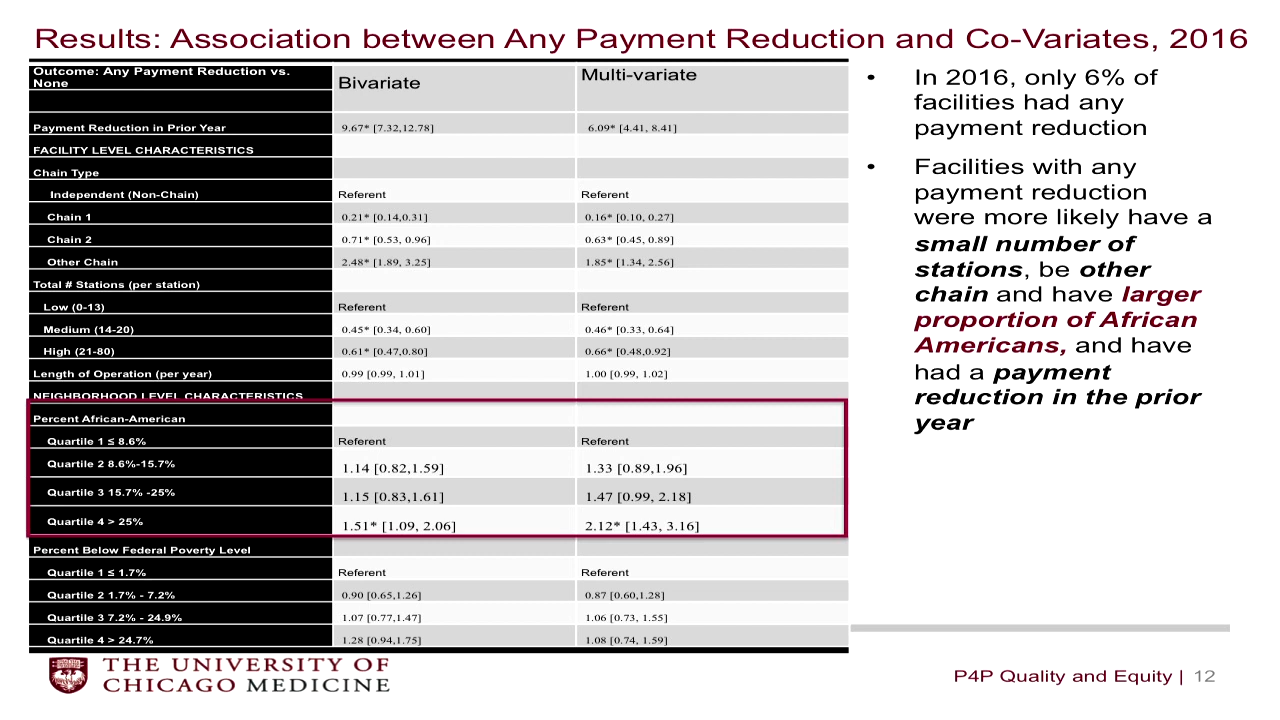 Results: Association between Any Payment Reduction and Co-Variates, 2016
Outcome: Any Payment Reduction vs.
None
Bivariate
Multi-variate
Payment Reduction in Prior Year 9.67* [7.32,12.78] 6.09* [4.41, 8.41]
FACILITY LEVEL CHARACTERISTICS
Chain Type
Independent (Non-Chain) Referent Referent
Chain 1 0.21* [0.14,0.31] 0.16* [0.10, 0.27]
Chain 2 0.71* [0.53, 0.96] 0.63* [0.45, 0.89]
Other Chain 2.48* [1.89, 3.25] 1.85* [1.34, 2.56]
Total # Stations (per station)
Low (0-13) Referent Referent
Medium (14-20) 0.45* [0.34, 0.60] 0.46* [0.33, 0.64]
High (21-80) 0.61* [0.47,0.80] 0.66* [0.48,0.92]
Length of Operation (per year) 0.99 [0.99, 1.01] 1.00 [0.99, 1.02]
NEIGHBORHOOD LEVEL CHARACTERISTICS
Percent African-American
Quartile 1 ≤ 8.6% Referent Referent
Quartile 2 8.6%-15.7% 1.14 [0.82,1.59] 1.33 [0.89,1.96]
Quartile 3 15.7% -25% 1.15 [0.83,1.61] 1.47 [0.99, 2.18]
Quartile 4 > 25% 1.51* [1.09, 2.06] 2.12* [1.43, 3.16]
Percent Below Federal Poverty Level
Quartile 1 ≤ 1.7% Referent Referent
Quartile 2 1.7% - 7.2% 0.90 [0.65,1.26] 0.87 [0.60,1.28]
Quartile 3 7.2% - 24.9% 1.07 [0.77,1.47] 1.06 [0.73, 1.55]
Quartile 4 > 24.7% 1.28 [0.94,1.75] 1.08 [0.74, 1.59]
• In 2016, only 6% of
facilities had any
payment reduction
• Facilities with any
payment reduction
were more likely have a
small number of
stations, be other
chain and have larger
proportion of African
Americans, and have
had a payment
reduction in the prior
year
THE UNIVERSITY OF
CHICAGO MEDICINE
P4P Quality and Equity | 12